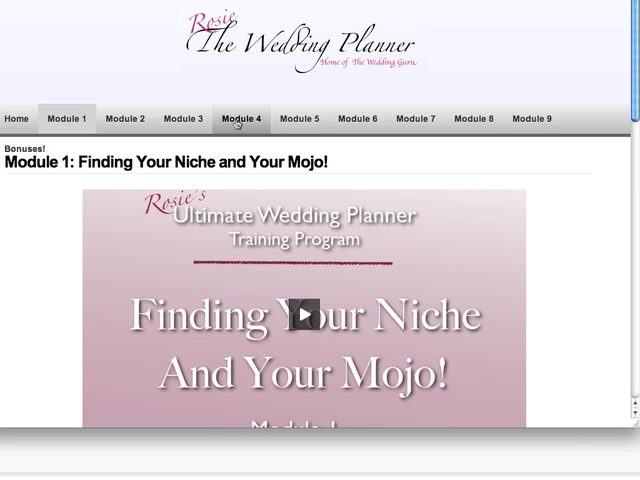 Rosie
The Wedding Planner
Home of The Wedding Guru
Home Module 1 Module 2 Module 3 Module 4 Module 5 Module 6 Module 7 Module 8 Module 9
Bonuses!
Module 1: Finding Your Niche and Your Mojo!
Rosie's
Ultimate Wedding Planner
Training Program
Finding Your Niche
And Your Mojo!
Module 1